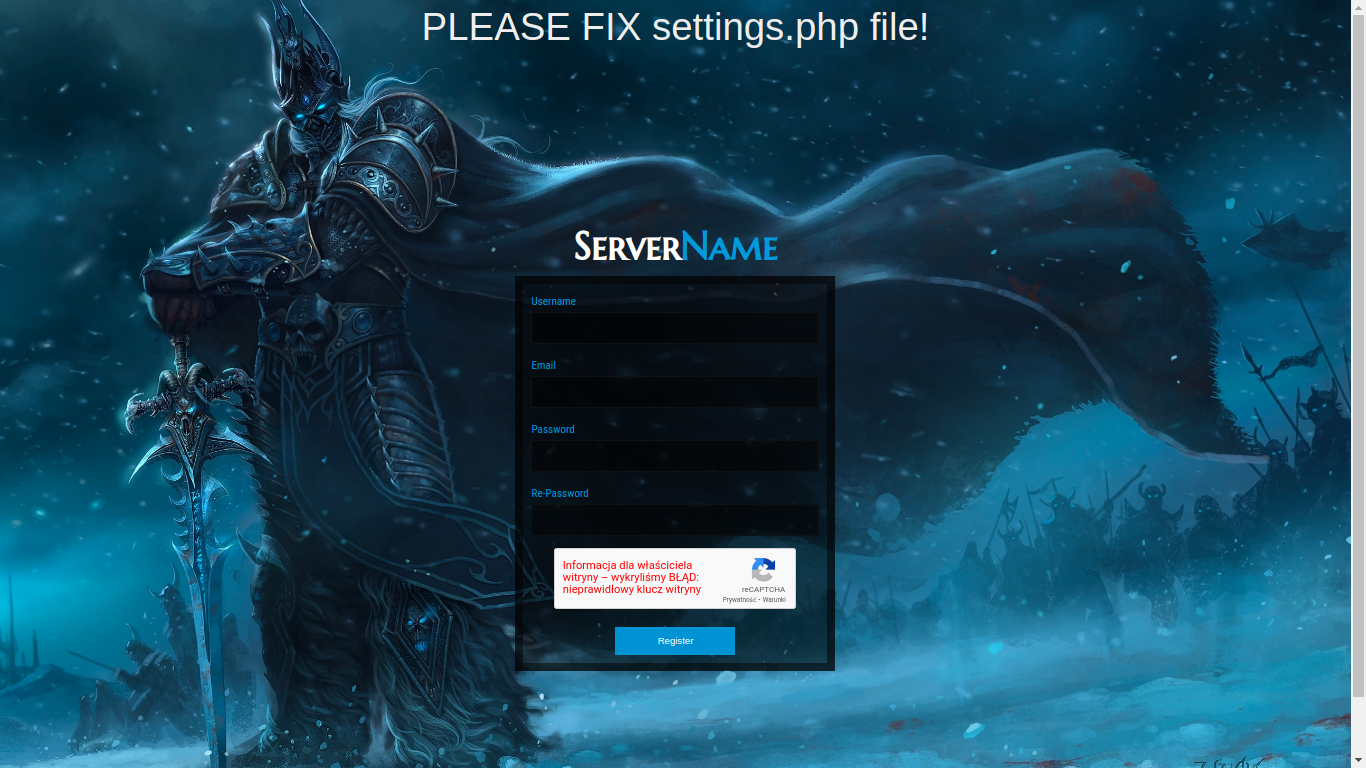 PLEASE FIX settings.php file!
ServerName
Username
Email
Password
Re-Password
Informacja dla właściciela
witryny – wykryliśmy BŁĄD:
nieprawidłowy klucz witryny
reCAPTCHA
Prywatność - Warunki
Register